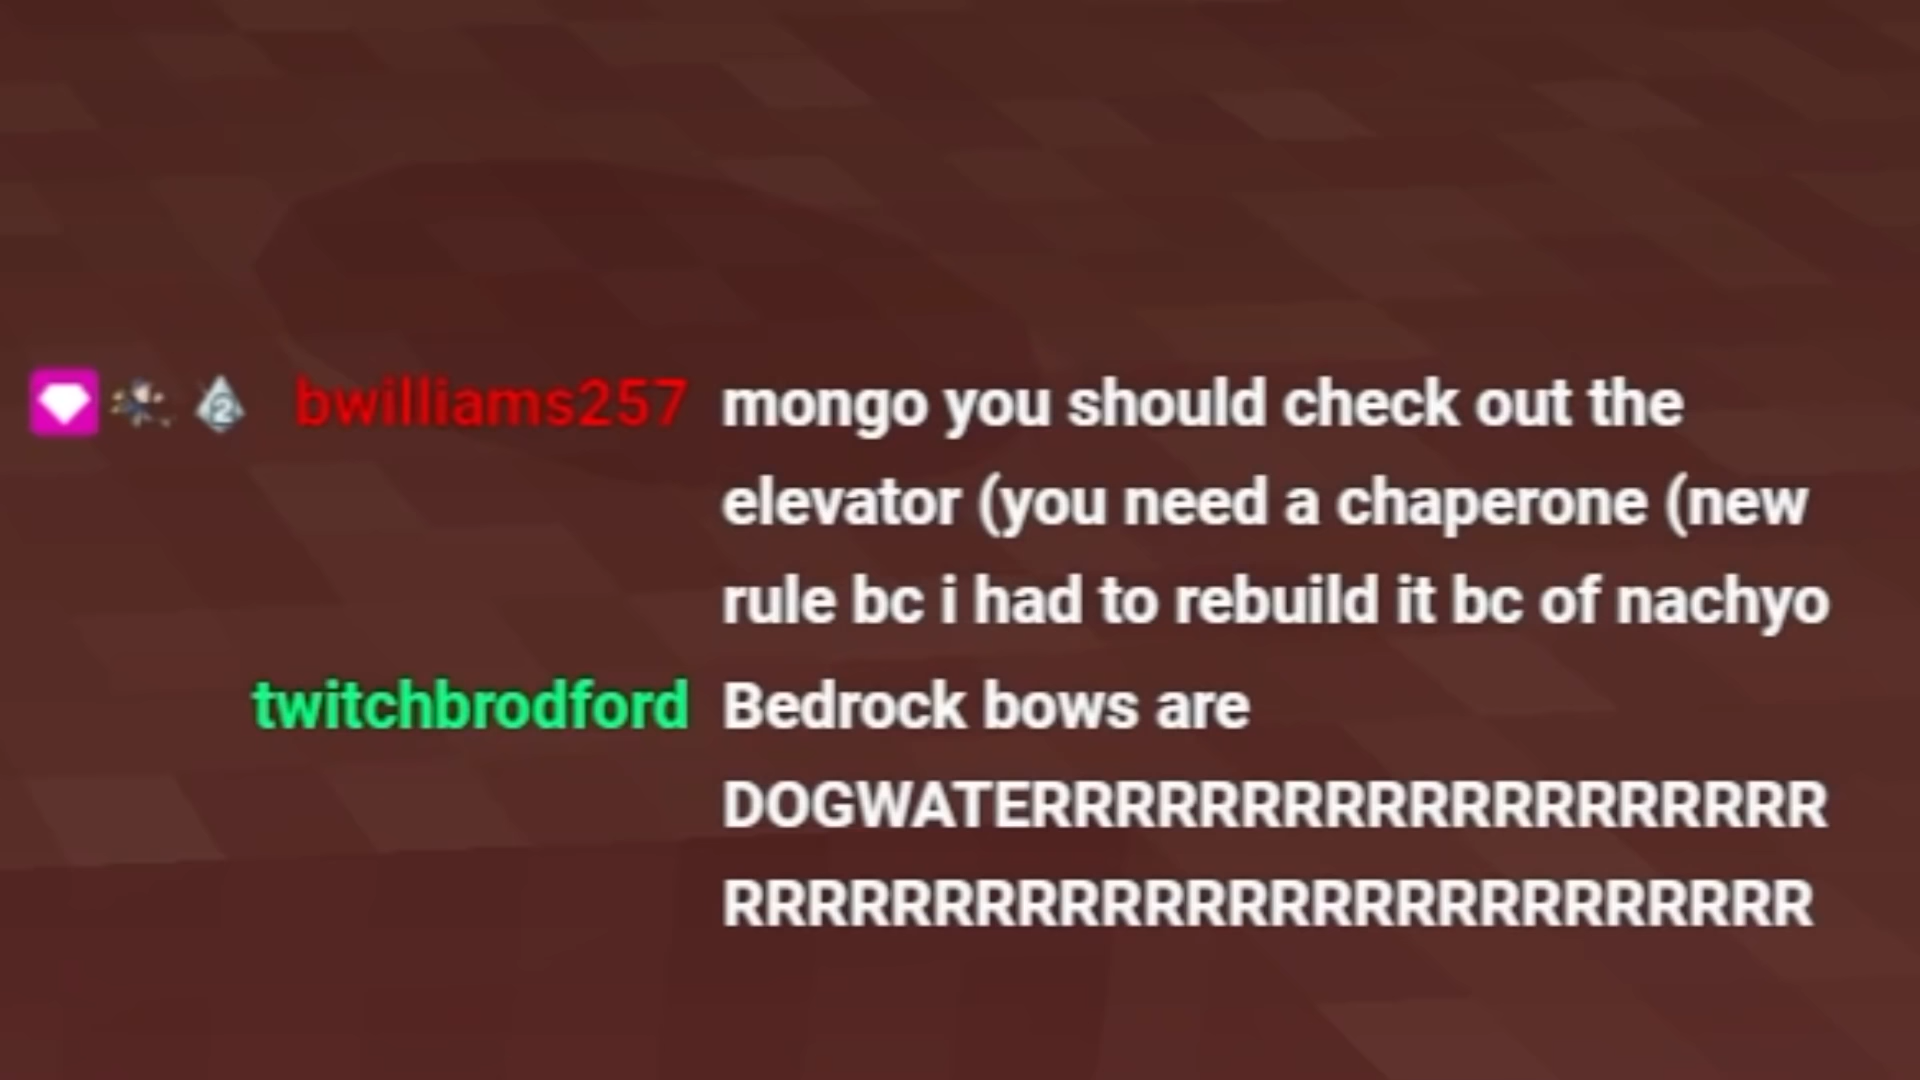 2 bwilliams257 mongo you should check out the
elevator (you need a chaperone (new
rule bc i had to rebuild it bc of nachyo
twitchbrodford Bedrock bows are
DOGWATERRRRRRRRRRRRRRRRRRR
RRRRRRRRRRRRRRRRRRRRRRRRRR